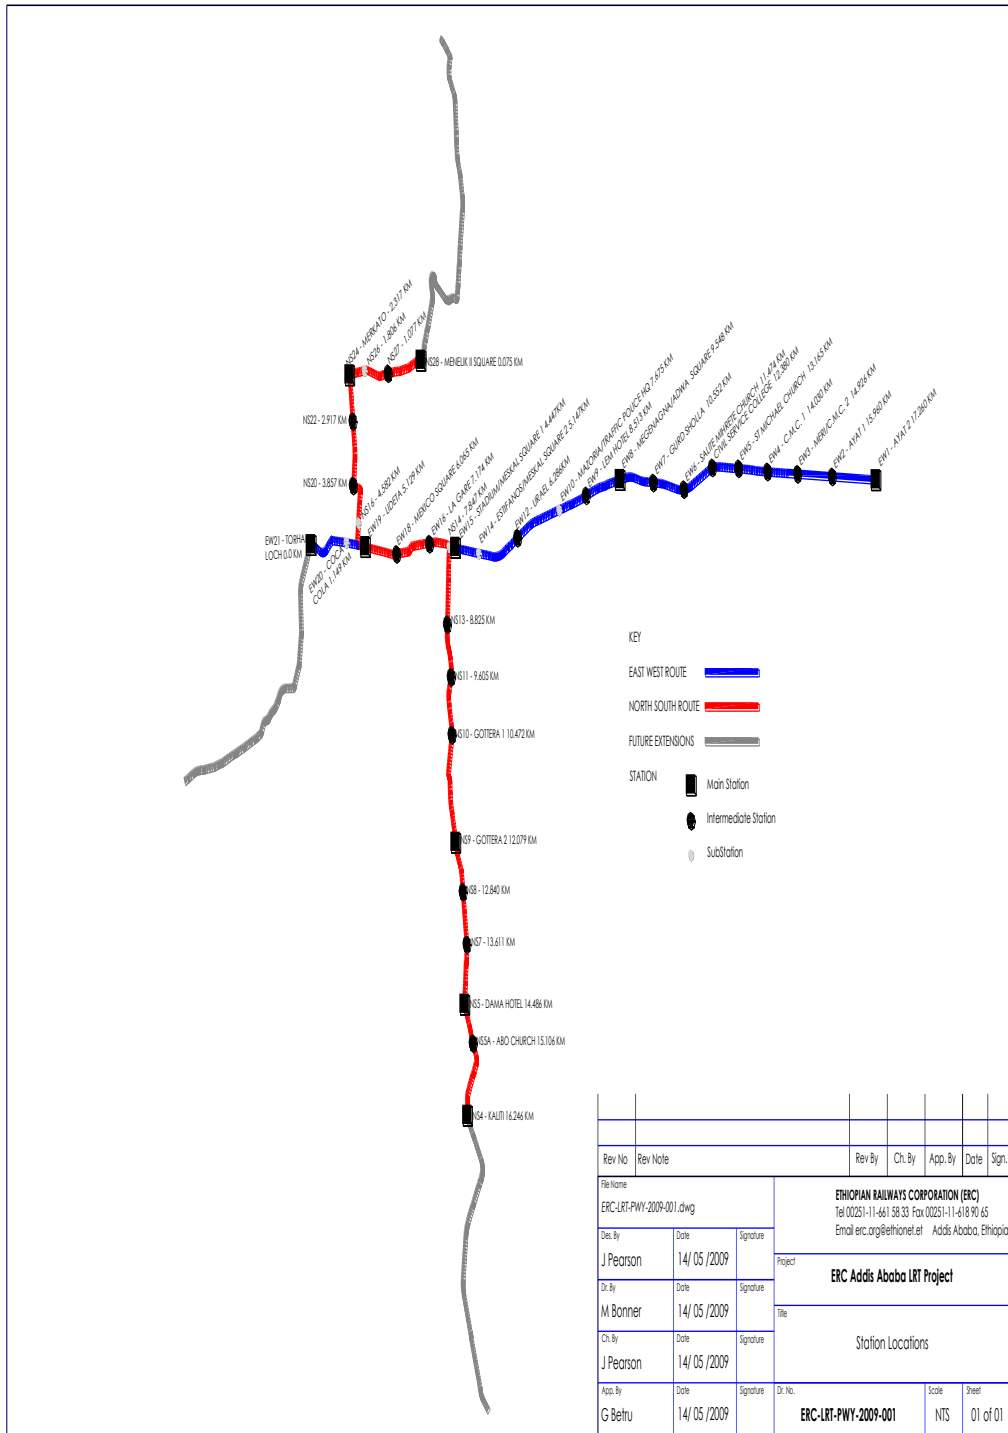 NS24 - MERKATO - 2.317 KM
NS26 - 1.806 KM
NS27 - 1.077 KM
NS28 - MENELIK II SQUARE 0.075 KM
NS22 - 2.917 KM
NS20 - 3.857 KM
NS16 - 4.582 KM
EW19 - LIDETA 5.129 KM
EW18 - MEXICO SQUARE 6.065 KM
EW16 - LA GARE 7.174 KM
NS14 - 7.847 KM
EW15 - STADIUM/MESKAL SQUARE 1 4.447KM
EW14 - ESTIFANOS/MESKAL SQUARE 2 5.147KM
EW12 - URAEL 6.286KM
EW10 - MAZORIA/TRAFFIC POLICE HQ 7.675 KM
EW9 - LEM HOTEL 8.513 KM
EW8 - MEGENAGNA/ADWA SQUARE 9.548 KM
EW7 - GURD SHOLLA 10.552 KM
EW6 - SALITE MIHRETE CHURCH 11.474 KM
CIVIL SERVICE COLLEGE 12.380 KM
EW5 - ST MICHAEL CHURCH 13.165 KM
EW4 - C.M.C. 1 14.030 KM
EW3 - MERI/C.M.C. 2 14.926 KM
EW2 - AYAT 1 15.960 KM
EW1 - AYAT 2 17.260 KM
EW21 - TORHA
LOCH 0.0 KM
EW20 - COCA
COLA 1.149 KM
NS13 - 8.825 KM
NS11 - 9.605 KM
NS10 - GOTTERA 1 10.472 KM
NS9 - GOTTERA 2 12.079 KM
NS8 - 12.840 KM
NS7 - 13.611 KM
NS5 - DAMA HOTEL 14.486 KM
NS5A - ABO CHURCH 15.106 KM
NS4 - KALITI 16.246 KM
KEY
EAST WEST ROUTE
NORTH SOUTH ROUTE
FUTURE EXTENSIONS
STATION
Main Station
Intermediate Station
SubStation
Rev No Rev Note Rev By Ch. By App. By Date Sign.
File Name
ERC-LRT-PWY-2009-001.dwg
ETHIOPIAN RAILWAYS CORPORATION (ERC)
Tel 00251-11-661 58 33 Fax 00251-11-618 90 65
Email erc.org@ethionet.et Addis Ababa, Ethiopia
Des. By Date Signature
J Pearson 14/ 05 /2009
Project
ERC Addis Ababa LRT Project
Dr. By Date Signature
M Bonner 14/ 05 /2009
Title
Station Locations
Ch. By Date Signature
J Pearson 14/ 05 /2009
App. By Date Signature Dr. No. Scale Sheet
G Betru 14/ 05 /2009 ERC-LRT-PWY-2009-001 NTS 01 of 01